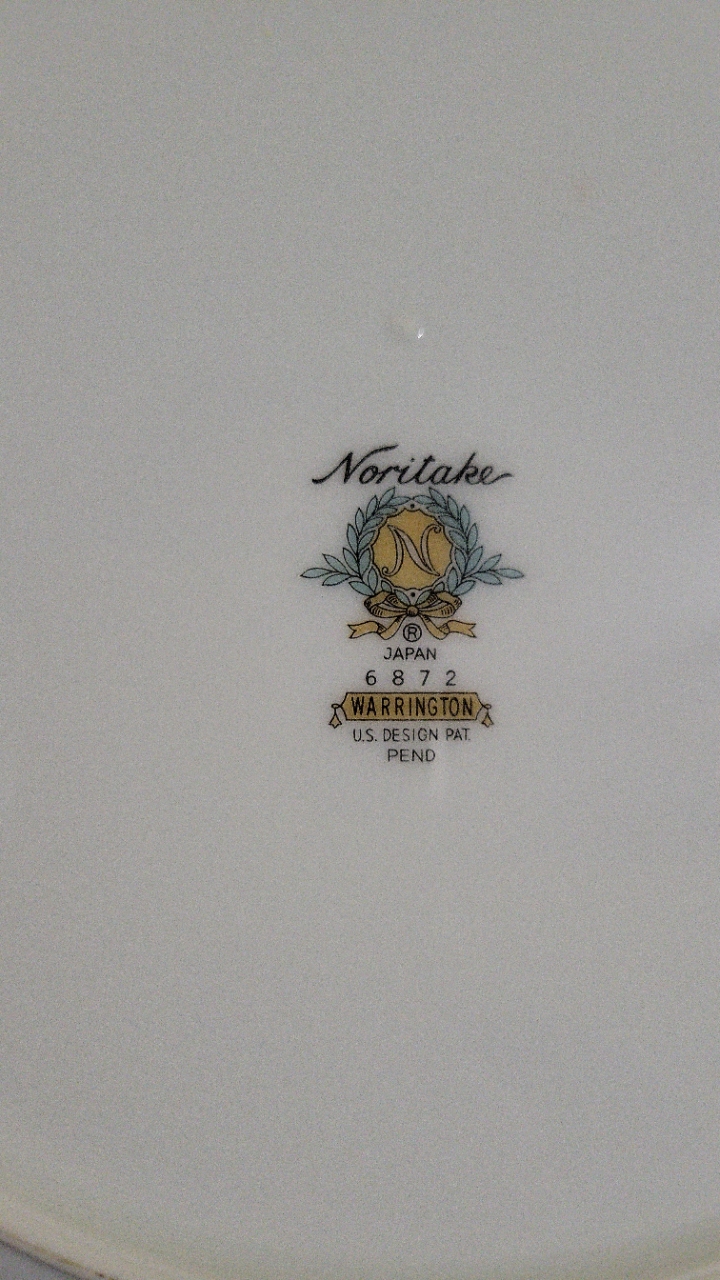 Noritake
N
®
JAPAN
6872
WARRINGTON
U.S. DESIGN PAT.
PEND